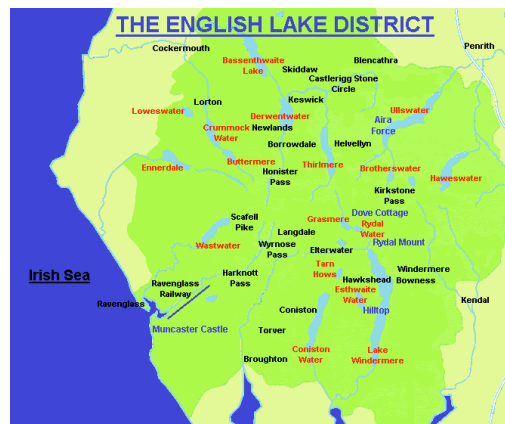 THE ENGLISH LAKE DISTRICT
Cockermouth
Penrith
Bassenthwaite
Lake
Skiddaw
Blencathra
Castlerigg Stone
Circle
Lorton
Keswick
Loweswater
Derwentwater
Ullswater
Aira
Force
Crummock
Water
Newlands
Borrowdale
Helvellyn
Ennerdale
Buttermere
Thirlmere
Brotherswater
Haweswater
Honister
Pass
Kirkstone
Pass
Scafell
Pike
Grasmere
Dove Cottage
Rydal
Water
Langdale
Wastwater
Wyrnose
Pass
Elterwater
Rydal Mount
Irish Sea
Tarn
Hows
Harknott
Pass
Ravenglass
Railway
Hawkshead
Windermere
Bowness
Esthwaite
Water
Ravenglass
Kendal
Coniston
Hilltop
Muncaster Castle
Torver
Broughton
Coniston
Water
Lake
Windermere